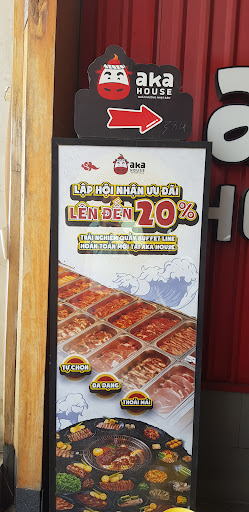 aka
HOUSE
aka
HOUSE
LẬP HỘI NHẬN ƯU ĐÃI
LÊN ĐẾN 20%
TRẢI NGHIỆM QUẦY BUFFET LINE
HOÀN TOÀN MỚI TẠI AKA HOUSE
TỰ CHỌN
ĐA DẠNG
THOẢI MÁI